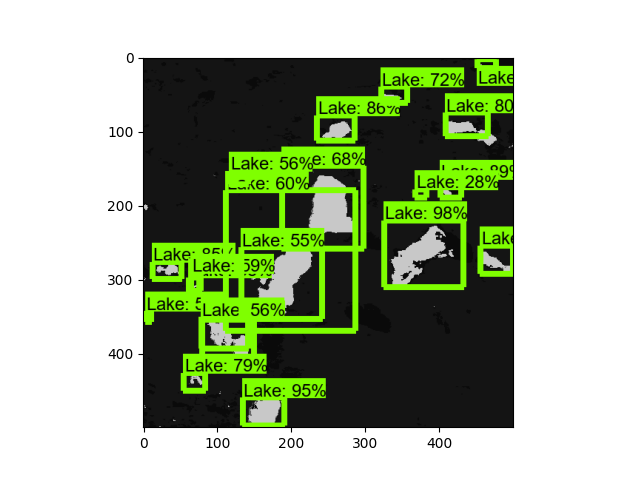 0
Lake: 72%
Lake
Lake: 86%
Lake: 80
100
Lake: 56%
e: 68%
Lake: 60%
Lake: 28%
200
Lake: 98%
Lake: 55%
Lake
Lake: 85%
Lake: 59%
300
Lake: 5
Lake: 56%
Lake: 79%
400
Lake: 95%
0
100
200
300
400